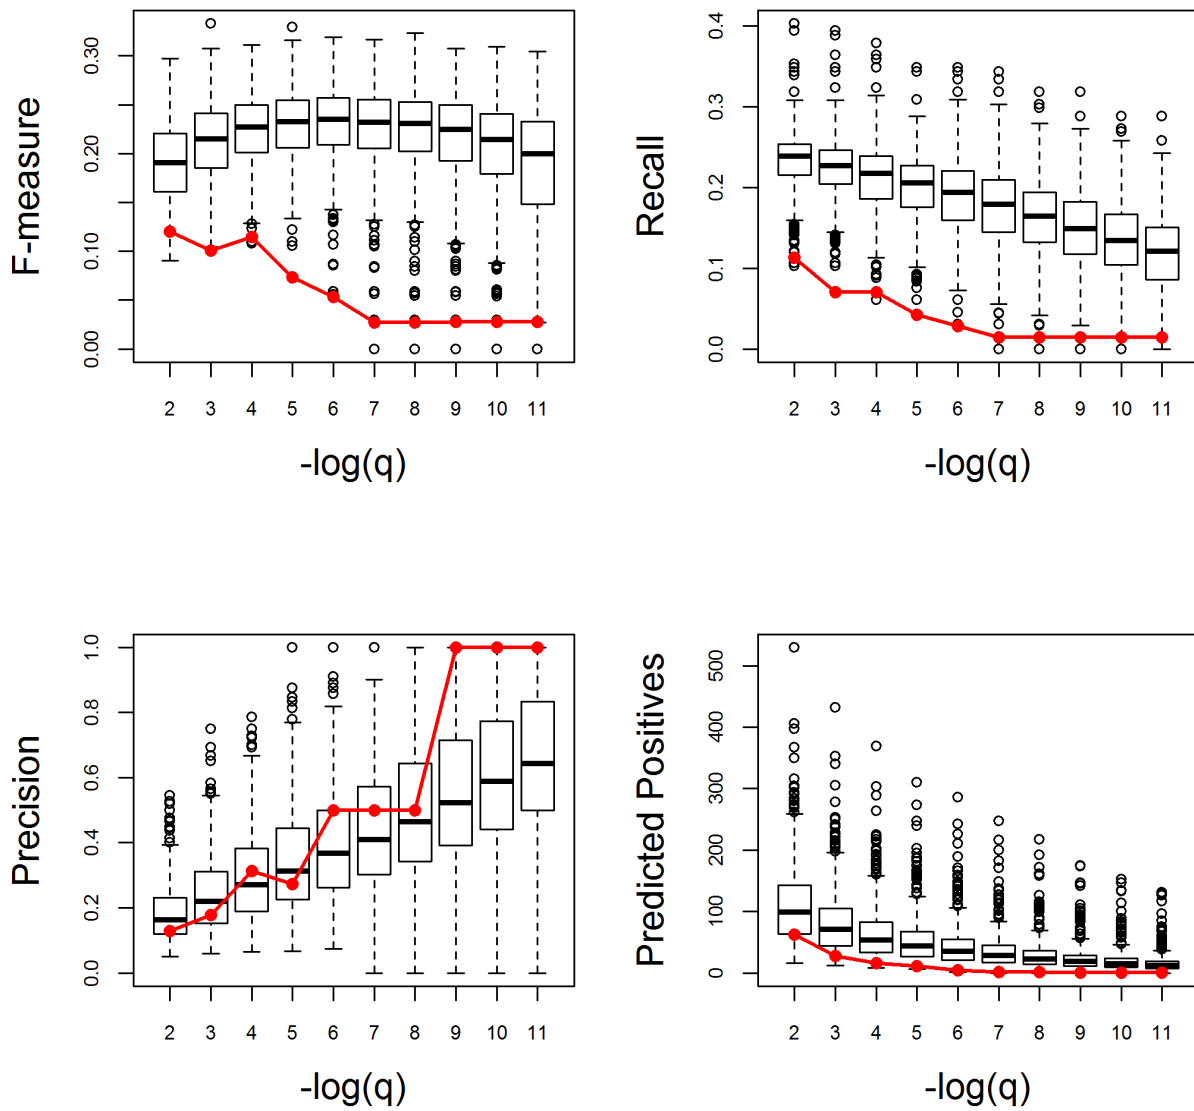 F-measure
0.00 0.10 0.20 0.30
2 3 4 5 6 7 8 9 10 11
-log(q)
Recall
0.0 0.1 0.2 0.3 0.4
2 3 4 5 6 7 8 9 10 11
-log(q)
Precision
0.0 0.2 0.4 0.6 0.8 1.0
2 3 4 5 6 7 8 9 10 11
-log(q)
Predicted Positives
0 100 200 300 400 500
2 3 4 5 6 7 8 9 10 11
-log(q)